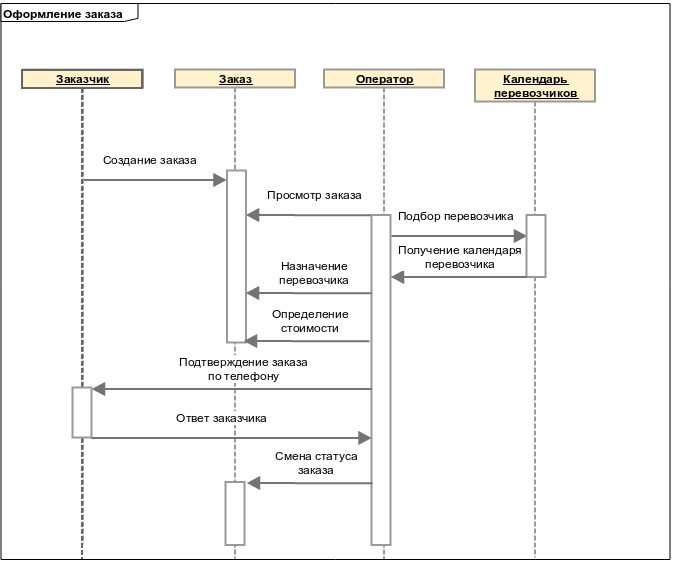 Оформление заказа
Заказчик
Заказ
Оператор
Календарь
перевозчиков
Создание заказа
Просмотр заказа
Подбор перевозчика
Получение календаря
перевозчика
Назначение
перевозчика
Определение
стоимости
Подтверждение заказа
по телефону
Ответ заказчика
Смена статуса
заказа